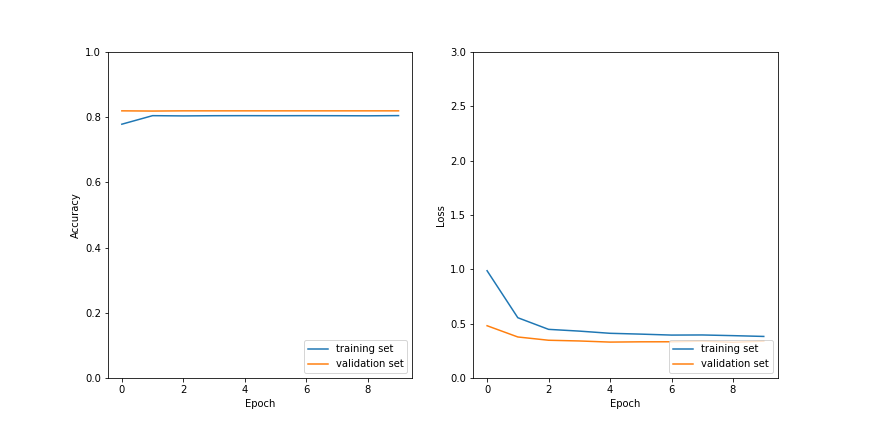 1.0
0.8
0.6
0.4
0.2
0.0
Accuracy
0 2 4 6 8
Epoch
training set
validation set
3.0
2.5
2.0
1.5
1.0
0.5
0.0
Loss
0 2 4 6 8
Epoch
training set
validation set